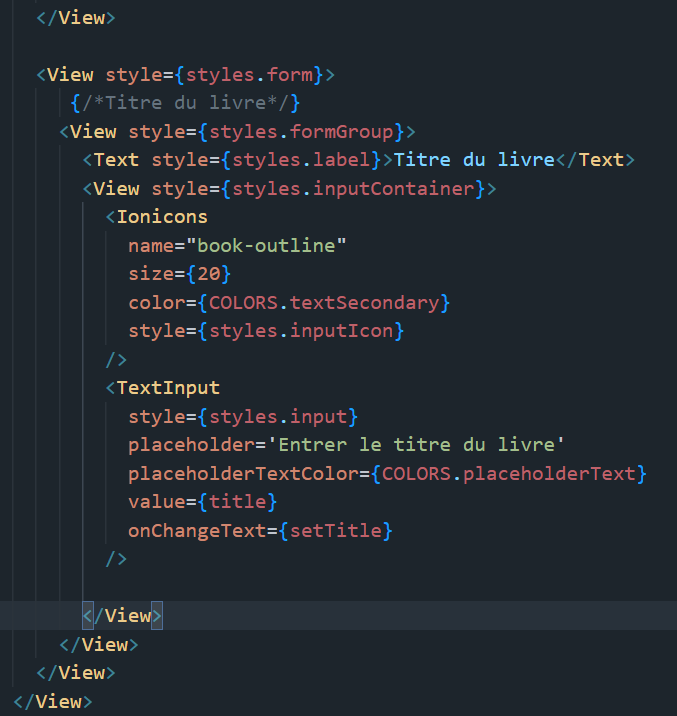 </View>
<View style={styles.form}>
{/*Titre du livre*/}
<View style={styles.formGroup}>
<Text style={styles.label}>Titre du livre</Text>
<View style={styles.inputContainer}>
<Ionicons
name="book-outline"
size={20}
color={COLORS.textSecondary}
style={styles.inputIcon}
/>
<TextInput
style={styles.input}
placeholder='Entrer le titre du livre'
placeholderTextColor={COLORS.placeholderText}
value={title}
onChangeText={setTitle}
/>
</View>
</View>
</View>
</View>